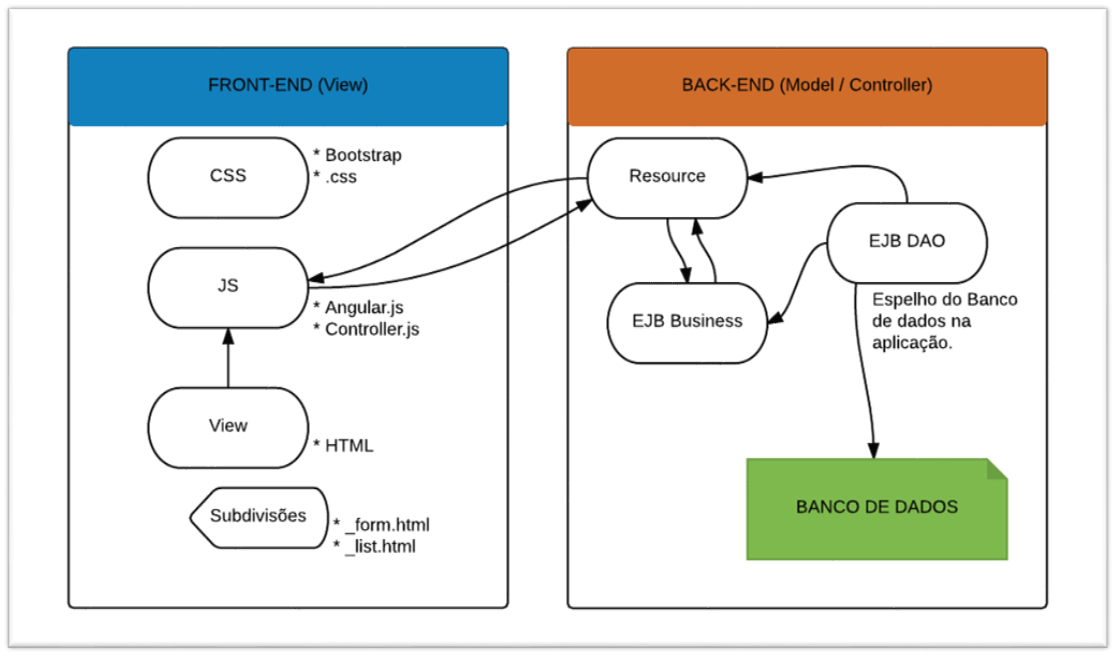 FRONT-END (View)
CSS
* Bootstrap
* .css
JS
* Angular.js
* Controller.js
View
* HTML
Subdivisões
* _form.html
* _list.html
BACK-END (Model / Controller)
Resource
EJB DAO
Espelho do Banco
de dados na
aplicação.
EJB Business
BANCO DE DADOS